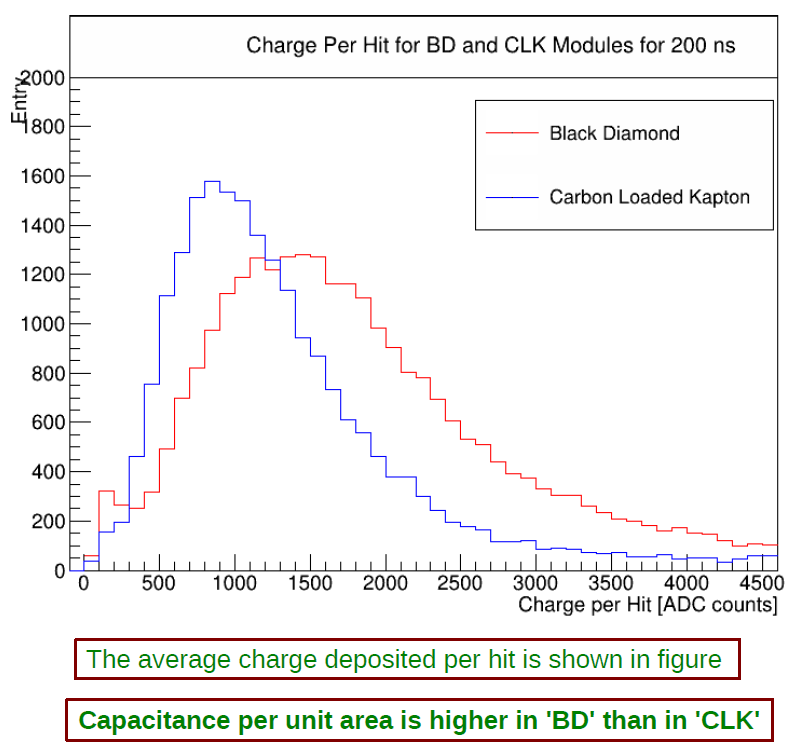 Charge Per Hit for BD and CLK Modules for 200 ns
Entry
2000
1800
1600
1400
1200
1000
800
600
400
200
0
Black Diamond
Carbon Loaded Kapton
0 500 1000 1500 2000 2500 3000 3500 4000 4500
Charge per Hit [ADC counts]
The average charge deposited per hit is shown in figure
Capacitance per unit area is higher in 'BD' than in 'CLK'